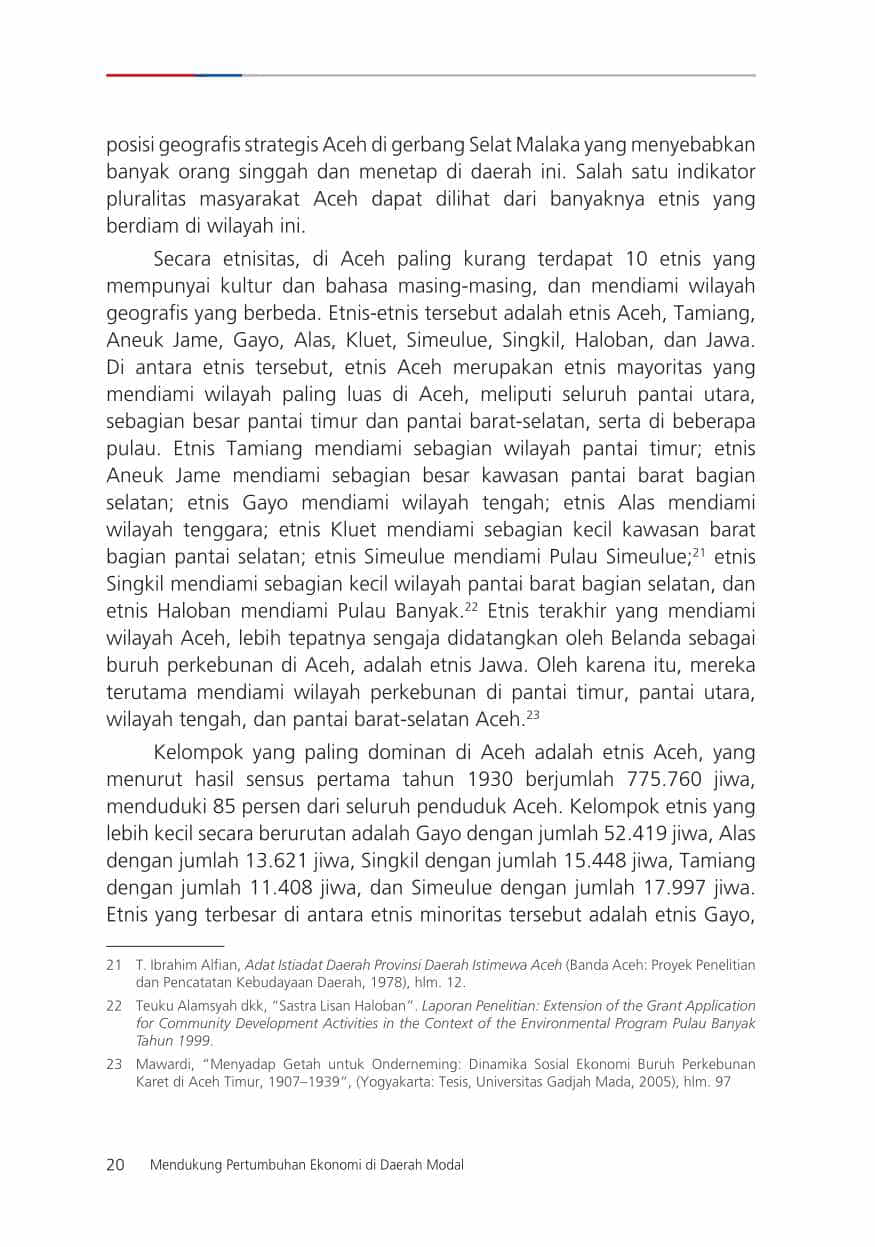 posisi geografis strategis Aceh di gerbang Selat Malaka yang menyebabkan
banyak orang singgah dan menetap di daerah ini. Salah satu indikator
pluralitas masyarakat Aceh dapat dilihat dari banyaknya etnis yang
berdiam di wilayah ini.
Secara etnisitas, di Aceh paling kurang terdapat 10 etnis yang
mempunyai kultur dan bahasa masing-masing, dan mendiami wilayah
geografis yang berbeda. Etnis-etnis tersebut adalah etnis Aceh, Tamiang,
Aneuk Jame, Gayo, Alas, Kluet, Simeulue, Singkil, Haloban, dan Jawa.
Di antara etnis tersebut, etnis Aceh merupakan etnis mayoritas yang
mendiami wilayah paling luas di Aceh, meliputi seluruh pantai utara,
sebagian besar pantai timur dan pantai barat-selatan, serta di beberapa
pulau. Etnis Tamiang mendiami sebagian wilayah pantai timur; etnis
Aneuk Jame mendiami sebagian besar kawasan pantai barat bagian
selatan; etnis Gayo mendiami wilayah tengah; etnis Alas mendiami
wilayah tenggara; etnis Kluet mendiami sebagian kecil kawasan barat
bagian pantai selatan; etnis Simeulue mendiami Pulau Simeulue;21 etnis
Singkil mendiami sebagian kecil wilayah pantai barat bagian selatan, dan
etnis Haloban mendiami Pulau Banyak.22 Etnis terakhir yang mendiami
wilayah Aceh, lebih tepatnya sengaja didatangkan oleh Belanda sebagai
buruh perkebunan di Aceh, adalah etnis Jawa. Oleh karena itu, mereka
terutama mendiami wilayah perkebunan di pantai timur, pantai utara,
wilayah tengah, dan pantai barat-selatan Aceh.23
Kelompok yang paling dominan di Aceh adalah etnis Aceh, yang
menurut hasil sensus pertama tahun 1930 berjumlah 775.760 jiwa,
menduduki 85 persen dari seluruh penduduk Aceh. Kelompok etnis yang
lebih kecil secara berurutan adalah Gayo dengan jumlah 52.419 jiwa, Alas
dengan jumlah 13.621 jiwa, Singkil dengan jumlah 15.448 jiwa, Tamiang
dengan jumlah 11.408 jiwa, dan Simeulue dengan jumlah 17.997 jiwa.
Etnis yang terbesar di antara etnis minoritas tersebut adalah etnis Gayo,
21 T. Ibrahim Alfian, Adat Istiadat Daerah Provinsi Daerah Istimewa Aceh (Banda Aceh: Proyek Penelitian
dan Pencatatan Kebudayaan Daerah, 1978), hlm. 12.
22 Teuku Alamsyah dkk, “Sastra Lisan Haloban”. Laporan Penelitian: Extension of the Grant Application
for Community Development Activities in the Context of the Environmental Program Pulau Banyak
Tahun 1999.
23 Mawardi, “Menyadap Getah untuk Onderneming: Dinamika Sosial Ekonomi Buruh Perkebunan
Karet di Aceh Timur, 1907–1939”, (Yogyakarta: Tesis, Universitas Gadjah Mada, 2005), hlm. 97
20 Mendukung Pertumbuhan Ekonomi di Daerah Modal